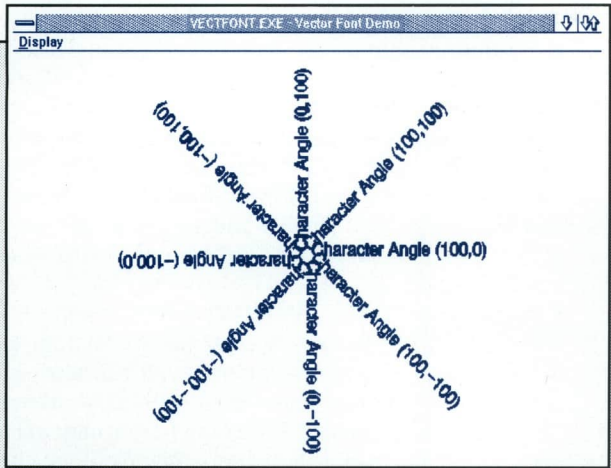 VECTFONT.EXE - Vector Font Demo
Display
Character Angle (0,100)
Character Angle (100,100)
Character Angle (100,0)
Character Angle (100,-100)
Character Angle (0,-100)
Character Angle (-100,-100)
Character Angle (-100,0)
Character Angle (-100,100)